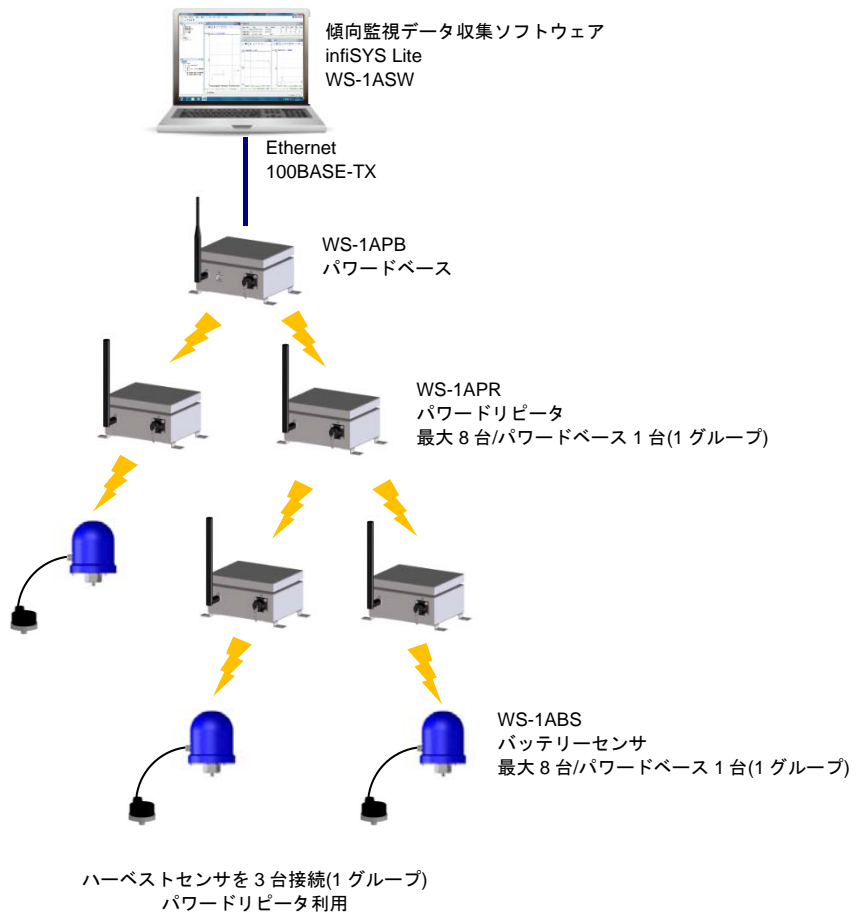 傾向監視データ収集ソフトウェア
infiSYS Lite
WS-1ASW
Ethernet
100BASE-TX
WS-1APB
パワードベース
WS-1APR
パワードリピータ
最大 8 台/パワードベース 1 台(1 グループ)
WS-1ABS
バッテリーセンサ
最大 8 台/パワードベース 1 台(1 グループ)
ハーベストセンサを 3 台接続(1 グループ)
パワードリピータ利用